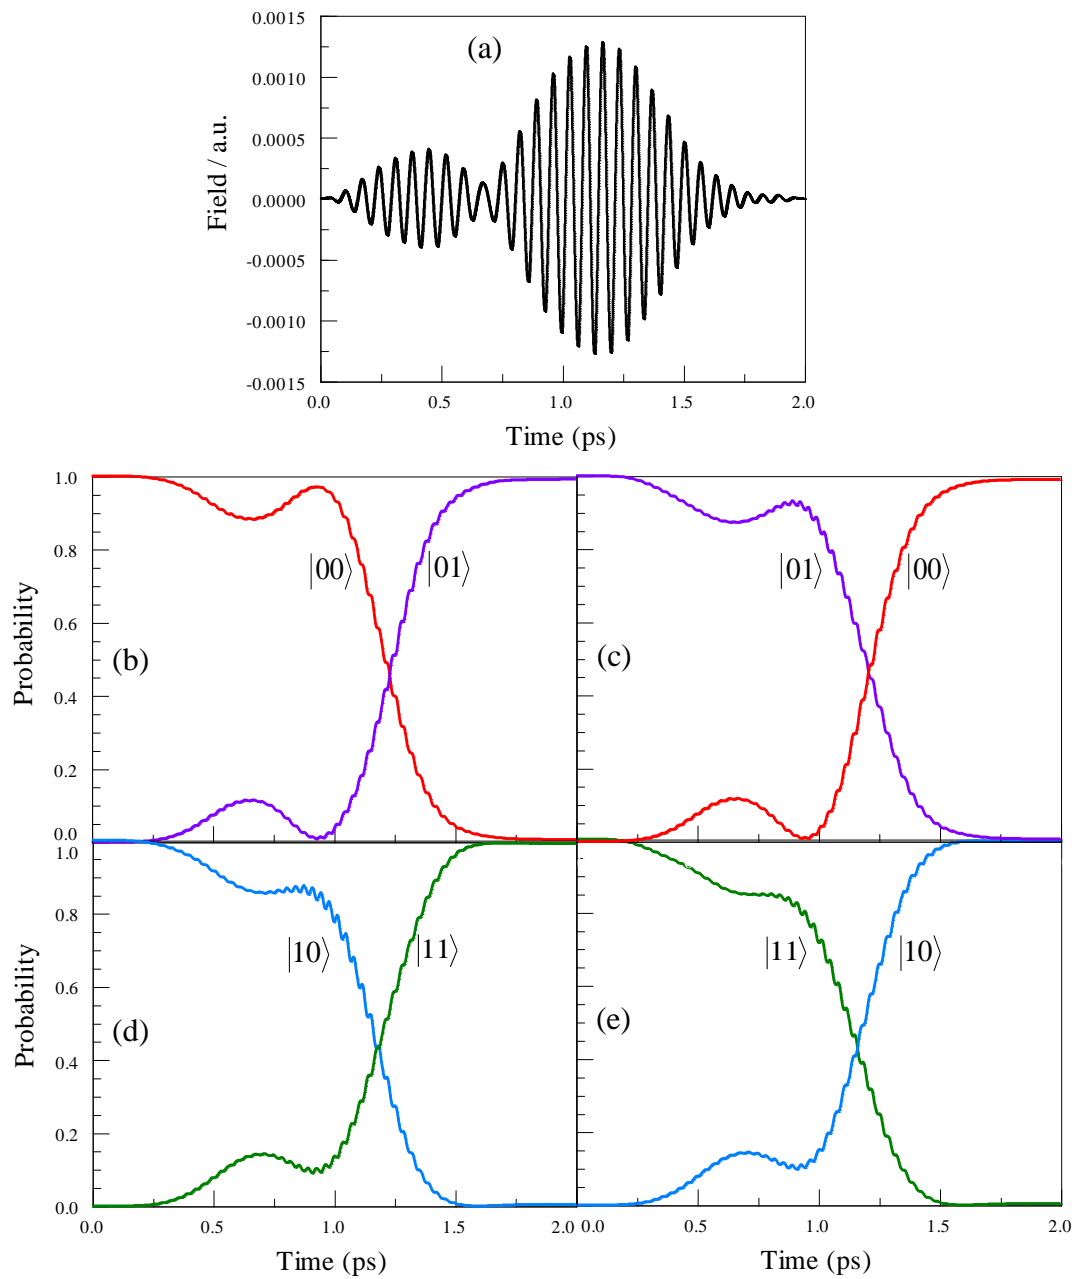 0.0015
(a)
0.0010
0.0005
0.0000
-0.0005
-0.0010
-0.0015
Field / a.u.
0.0 0.5 1.0 1.5 2.0
Time (ps)
1.0
0.8
0.6
0.4
0.2
0.0
Probability
|00⟩ |01⟩
(b)
|01⟩ |00⟩
(c)
1.0
0.8
0.6
0.4
0.2
0.0
Probability
|10⟩ |11⟩
(d)
|11⟩ |10⟩
(e)
0.0 0.5 1.0 1.5 2.0
0.0 0.5 1.0 1.5 2.0
Time (ps)
Time (ps)